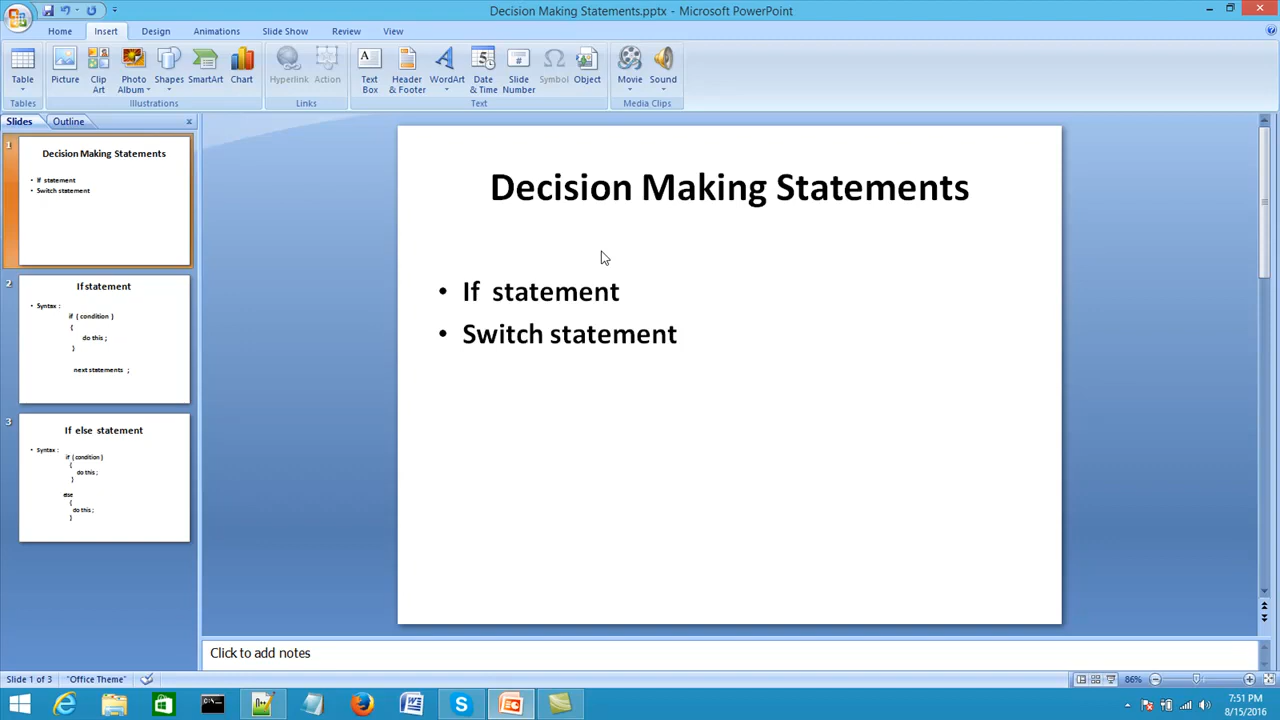 Decision Making Statements.pptx - Microsoft PowerPoint
Home Insert Design Animations Slide Show Review View
Table Picture Clip Art Photo Album Shapes SmartArt Chart Hyperlink Action Text Box Header & Footer WordArt Date & Time Slide Number Symbol Object Movie Sound
Tables Illustrations Links Text Media Clips
Slides Outline
1
Decision Making Statements
• If statement
• Switch statement
2
If statement
• Syntax :
if ( condition )
{
do this ;
}
next statements ;
3
If else statement
• Syntax :
if ( condition )
{
do this ;
}
else
{
do this ;
}
Decision Making Statements
• If statement
• Switch statement
Click to add notes
Slide 1 of 3 "Office Theme" 86%
7:51 PM
8/15/2016